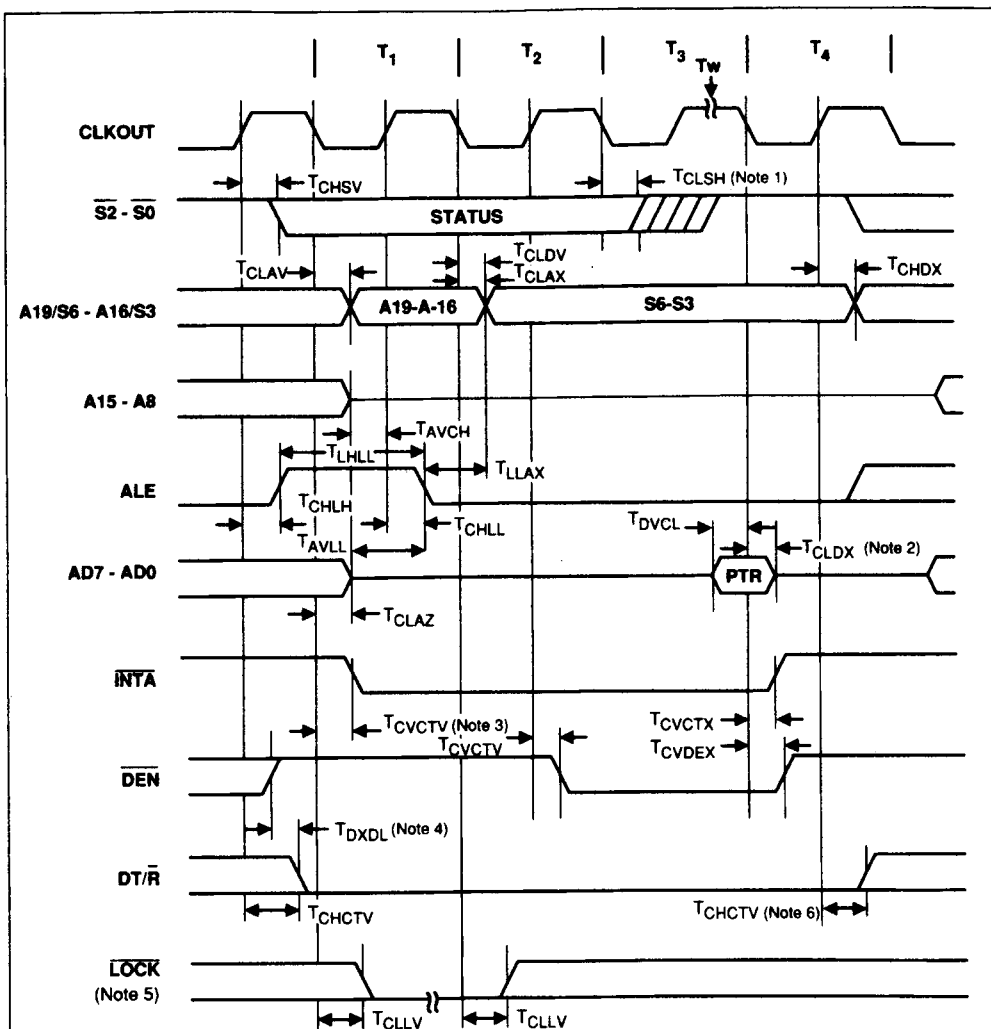 T1 T2 T3 T4
Tw
CLKOUT
TCHSV
TCLSH (Note 1)
S2 - S0
STATUS
TCLDV
TCLAV
TCLAX
TCHDX
A19/S6 - A16/S3
A19-A-16
S6-S3
A15 - A8
TAVCH
TLHLL
TLLAX
ALE
TCHLH
TCHLL
TDVCL
TAVLL
TCLDX (Note 2)
AD7 - AD0
PTR
TCLAZ
INTA
TCVCTV (Note 3)
TCVCTX
TCVCTV
TCVDEX
DEN
TDXDL (Note 4)
DT/R
TCHCTV
TCHCTV (Note 6)
LOCK
(Note 5)
TCLLV
TCLLV